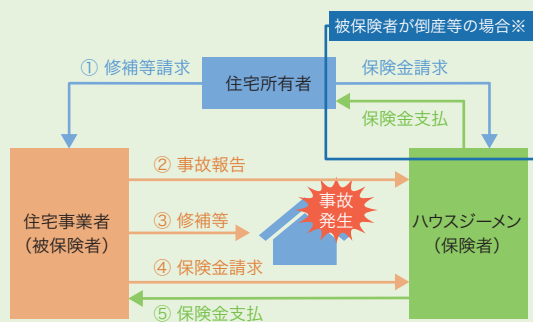 被保険者が倒産等の場合※
① 修補等請求
住宅所有者
保険金請求
保険金支払
② 事故報告
事故
発生
住宅事業者
（被保険者）
③ 修補等
ハウスジーメン
（保険者）
④ 保険金請求
⑤ 保険金支払